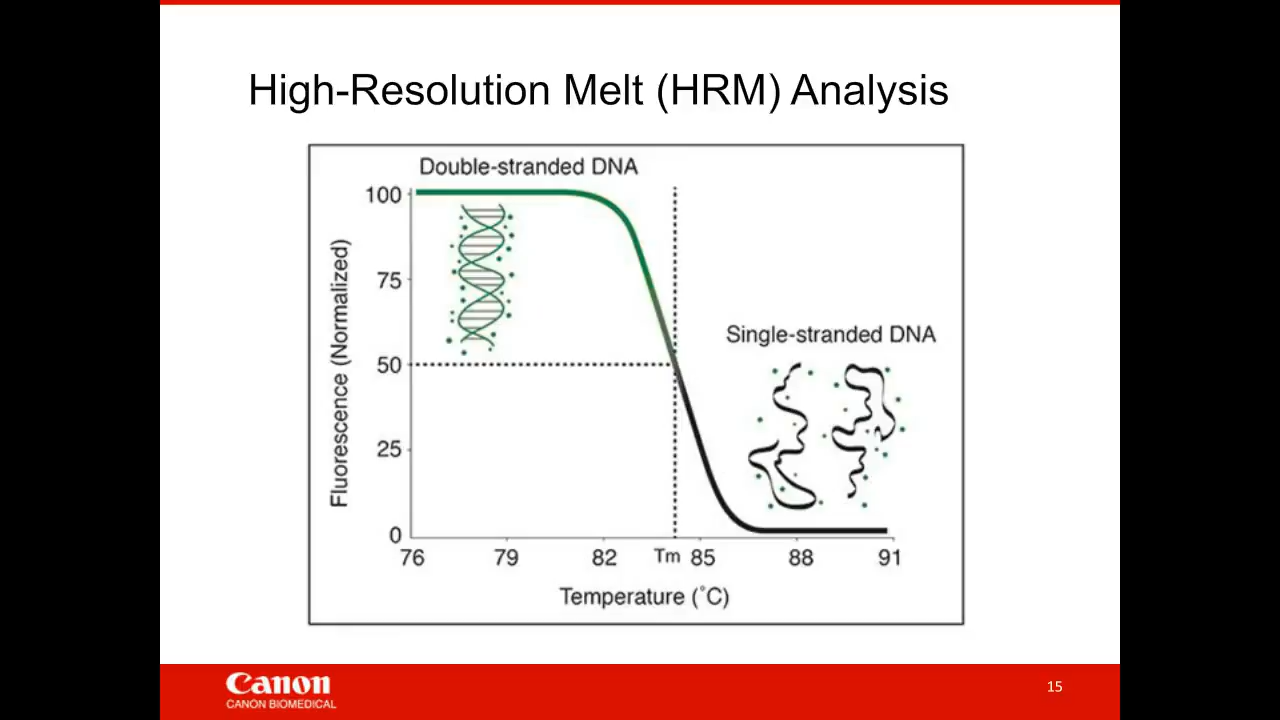 High-Resolution Melt (HRM) Analysis
Double-stranded DNA
100
75
50
25
0
Fluorescence (Normalized)
Single-stranded DNA
76 79 82 Tm 85 88 91
Temperature (˚C)
Canon
CANON BIOMEDICAL
15